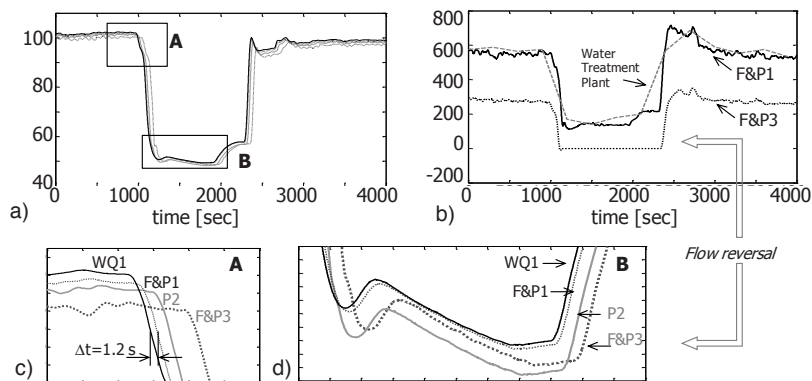 100
80
60
40
0
1000
2000
3000
4000
time [sec]
A
B
a)
800
600
400
200
0
-200
0
1000
2000
3000
4000
time [sec]
Water
Treatment
Plant
F&P1
F&P3
b)
Flow reversal
A
WQ1
F&P1
P2
F&P3
Δt=1.2 s
c)
B
WQ1
F&P1
P2
F&P3
d)